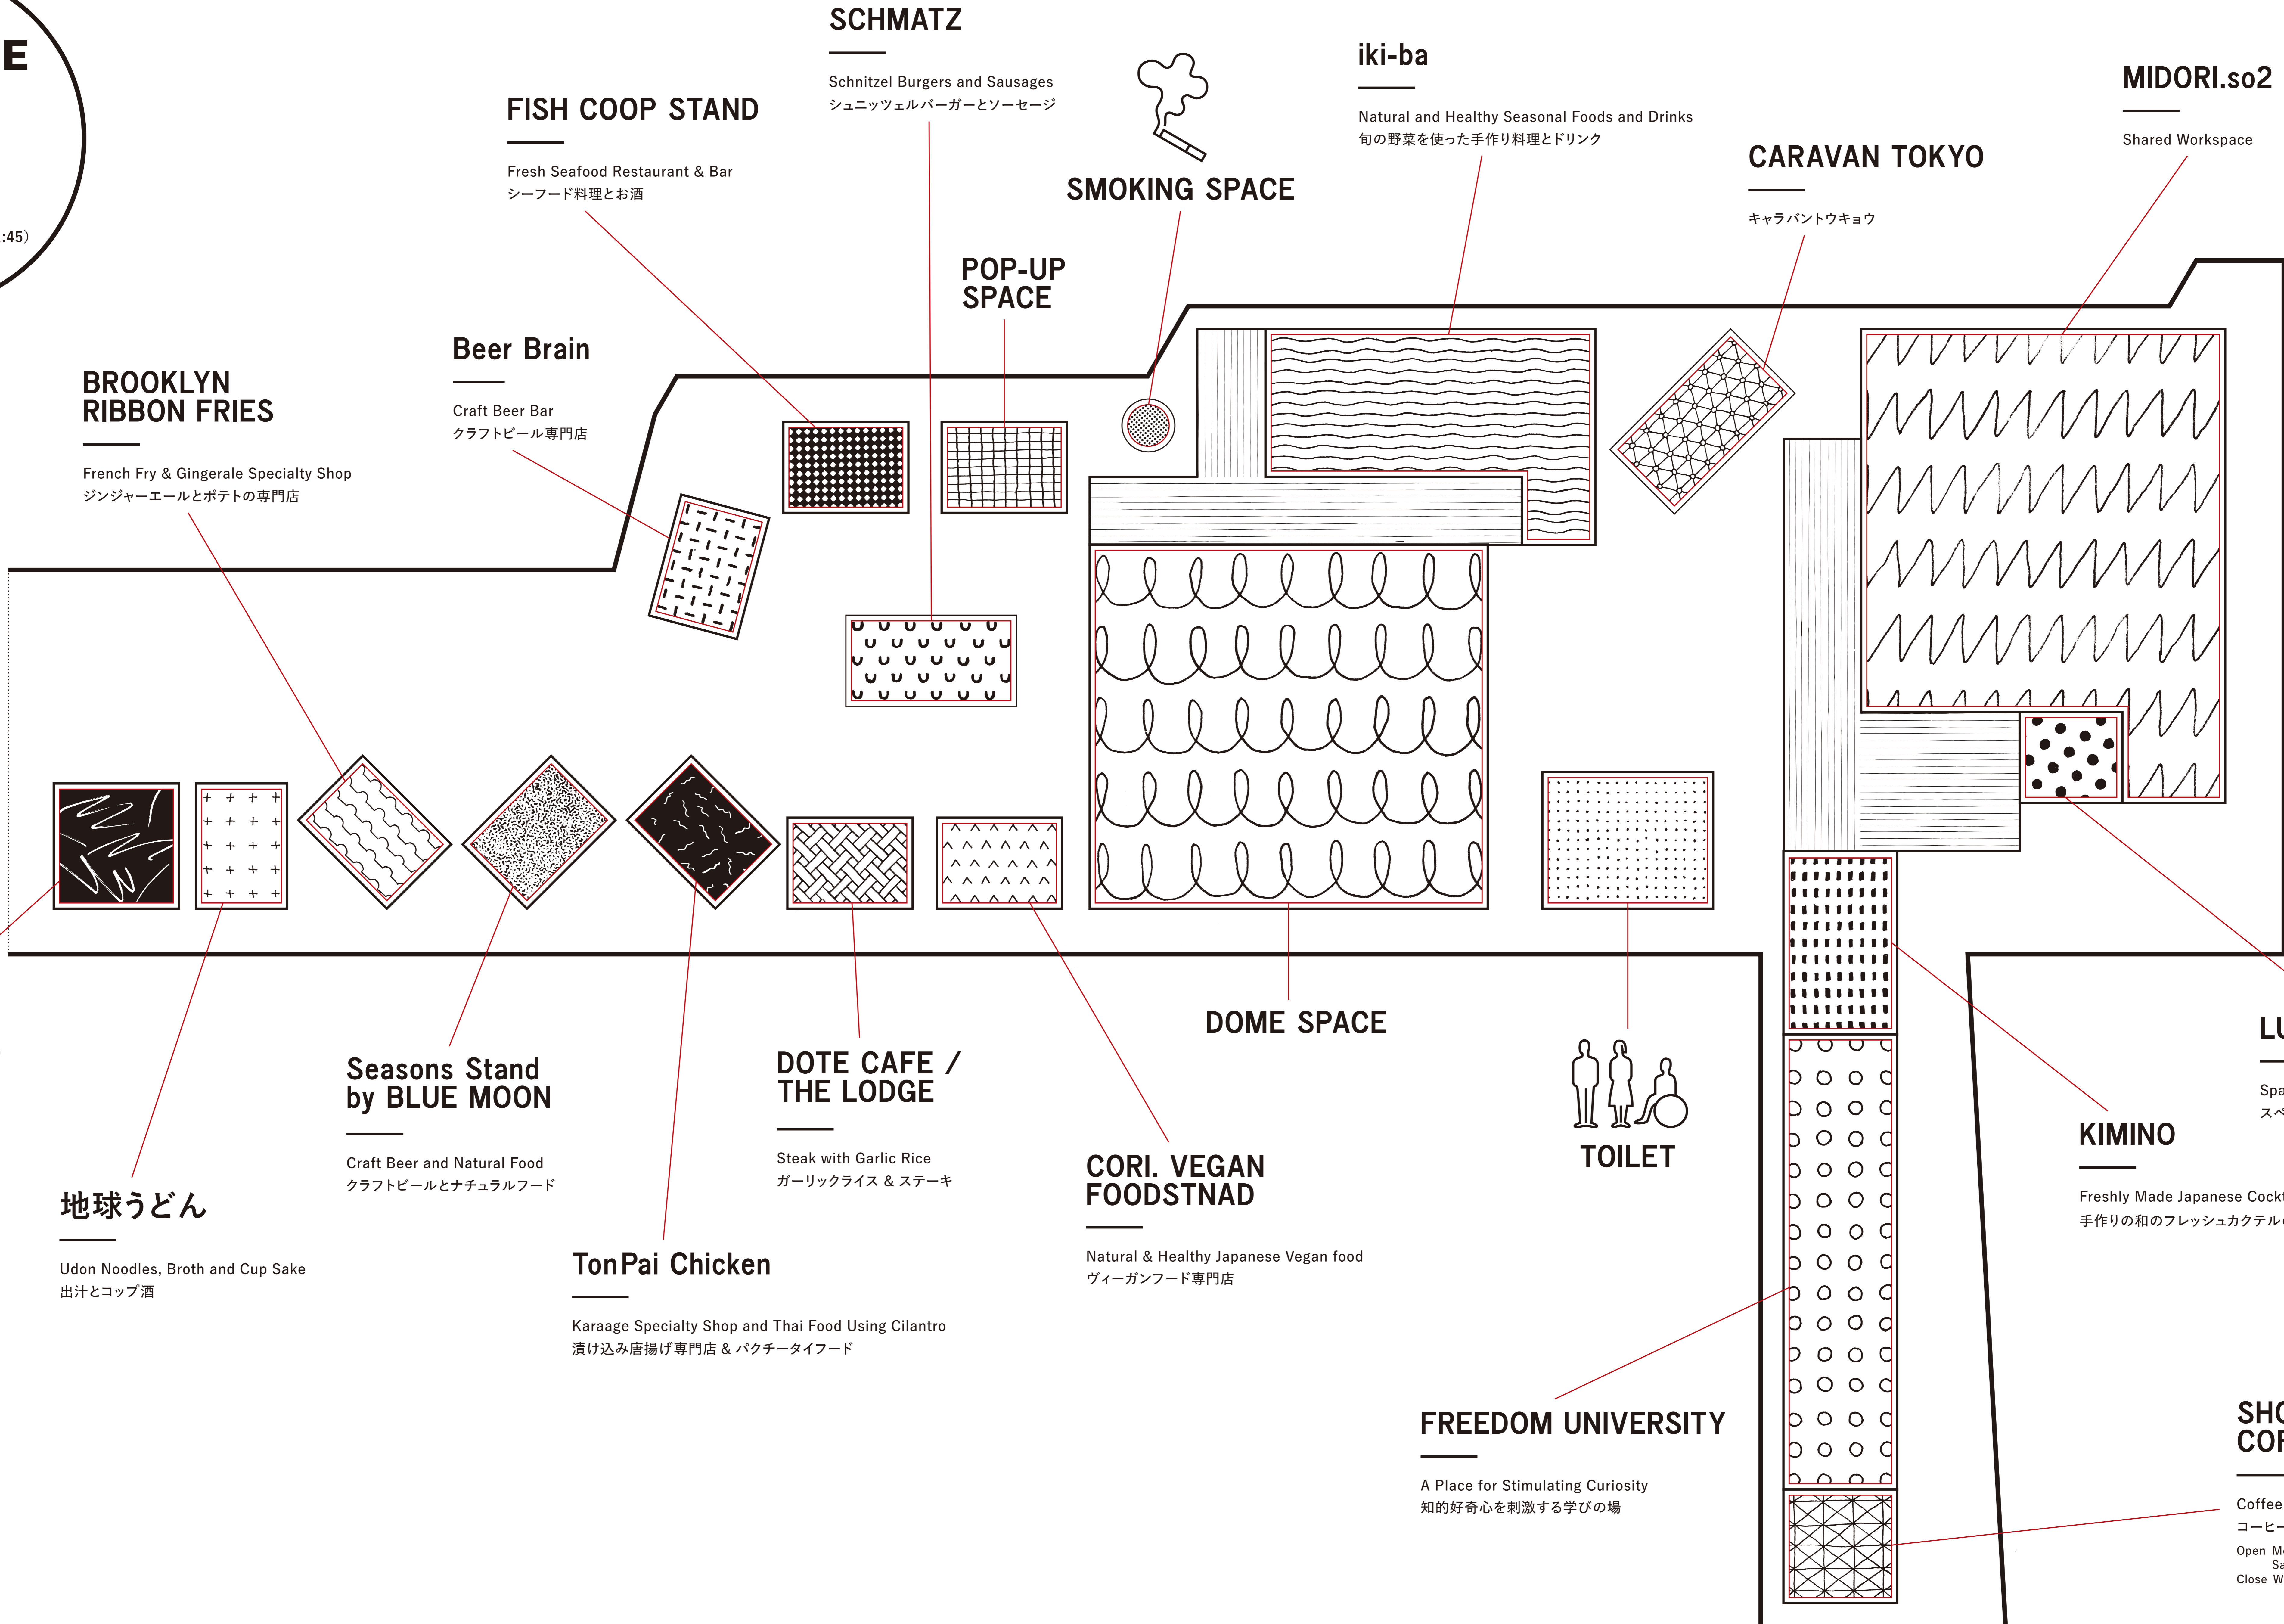 E
:45）
SCHMATZ
Schnitzel Burgers and Sausages
シュニッツェルバーガーとソーセージ
FISH COOP STAND
Fresh Seafood Restaurant & Bar
シーフード料理とお酒
SMOKING SPACE
iki-ba
Natural and Healthy Seasonal Foods and Drinks
旬の野菜を使った手作り料理とドリンク
MIDORI.so2
Shared Workspace
CARAVAN TOKYO
キャラバントウキョウ
POP-UP
SPACE
Beer Brain
Craft Beer Bar
クラフトビール専門店
BROOKLYN
RIBBON FRIES
French Fry & Gingerale Specialty Shop
ジンジャーエールとポテトの専門店
DOME SPACE
TOILET
Seasons Stand
by BLUE MOON
Craft Beer and Natural Food
クラフトビールとナチュラルフード
DOTE CAFE /
THE LODGE
Steak with Garlic Rice
ガーリックライス & ステーキ
CORI. VEGAN
FOODSTNAD
Natural & Healthy Japanese Vegan food
ヴィーガンフード専門店
地球うどん
Udon Noodles, Broth and Cup Sake
出汁とコップ酒
TonPai Chicken
Karaage Specialty Shop and Thai Food Using Cilantro
漬け込み唐揚げ専門店 & パクチータイフード
LU
Spa
スペ
KIMINO
Freshly Made Japanese Cockt
手作りの和のフレッシュカクテル
FREEDOM UNIVERSITY
A Place for Stimulating Curiosity
知的好奇心を刺激する学びの場
SHO
COF
Coffee
コーヒー
Open Mo
Sa
Close W